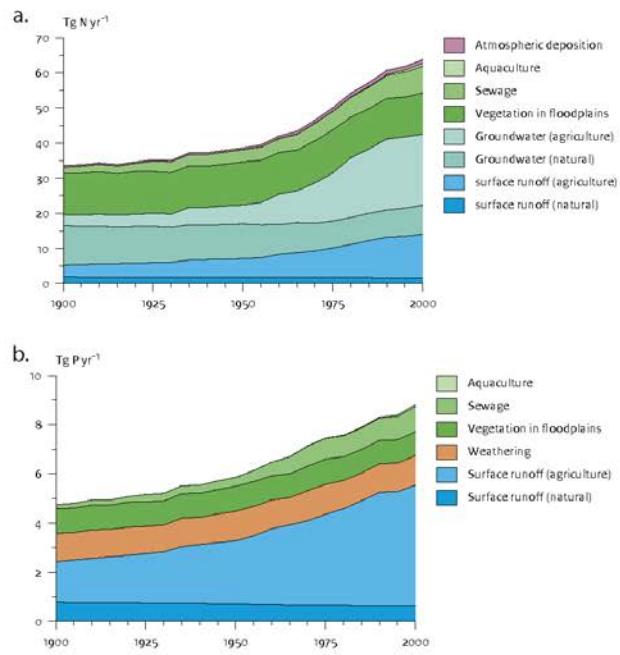 a.
Tg N yr⁻¹
70
60
50
40
30
20
10
0
1900
1925
1950
1975
2000
Atmospheric deposition
Aquaculture
Sewage
Vegetation in floodplains
Groundwater (agriculture)
Groundwater (natural)
surface runoff (agriculture)
surface runoff (natural)
b.
Tg P yr⁻¹
10
8
6
4
2
0
1900
1925
1950
1975
2000
Aquaculture
Sewage
Vegetation in floodplains
Weathering
Surface runoff (agriculture)
Surface runoff (natural)